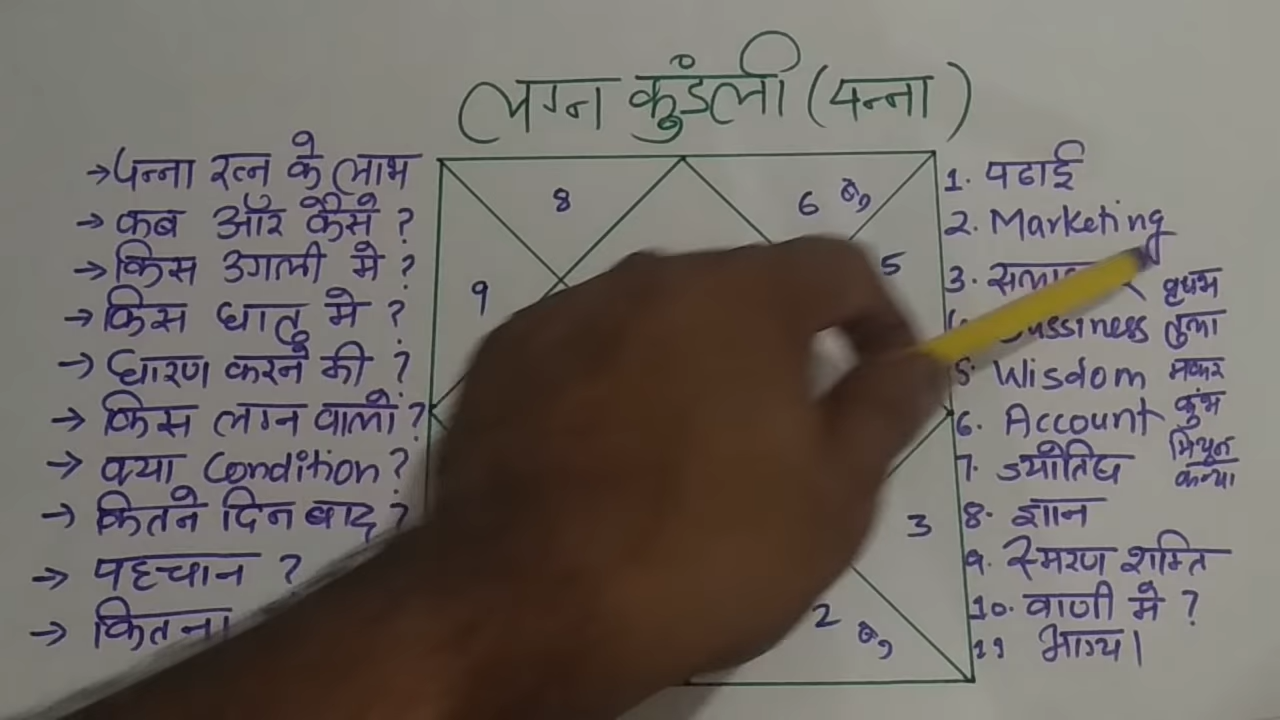 लग्न कुंडली (पन्ना)
→ पन्ना रत्न के लाभ
→ कब और कैसे ?
→ किस उगली मे ?
→ किस धातु मे ?
→ धारण करने की ?
→ किस लग्न वालो ?
→ क्या Condition ?
→ कितने दिन बाद ?
→ पहचान ?
→ कितना
8
6 बु
9
5
3
2 बु
1. पढाई
2. Marketing
3.
Bussiness
5. Wisdom
6. Account
7. ज्योतिष
8. ज्ञान
9. स्मरण शक्ति
10. वाणी मे ?
11 भाग्य।
वृषभ
तुला
मकर
कुंभ
मिथुन
कन्या